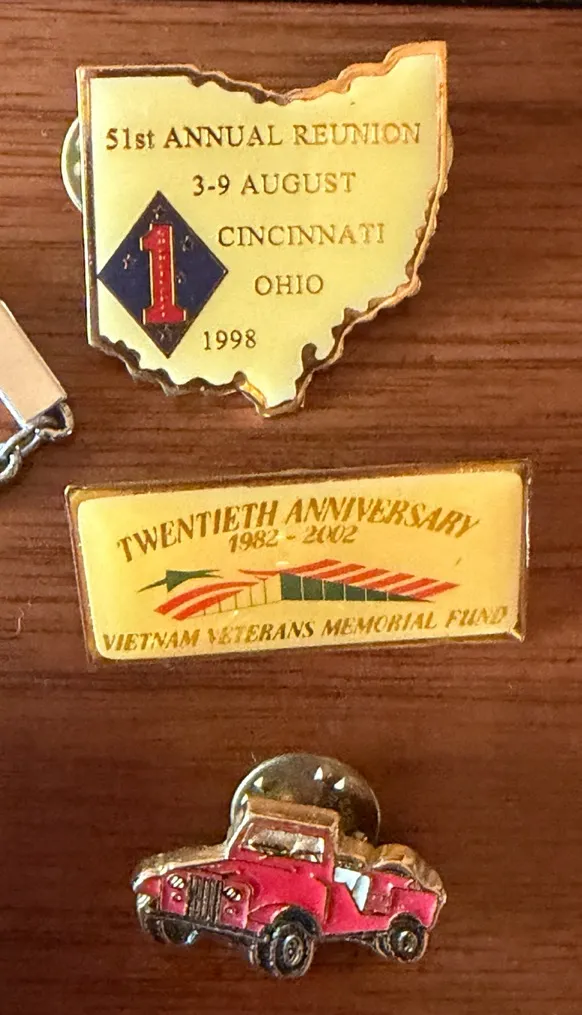 51st ANNUAL REUNION
3-9 AUGUST
CINCINNATI
OHIO
1
1998
TWENTIETH ANNIVERSARY
1982 - 2002
VIETNAM VETERANS MEMORIAL FUND